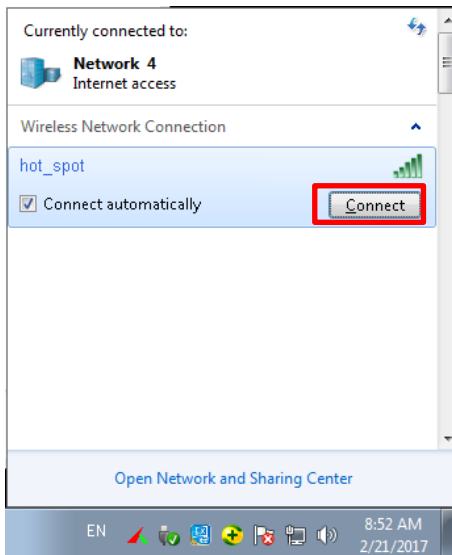 Currently connected to:
Network 4
Internet access
Wireless Network Connection
hot_spot
Connect automatically
Connect
Open Network and Sharing Center
EN
8:52 AM
2/21/2017